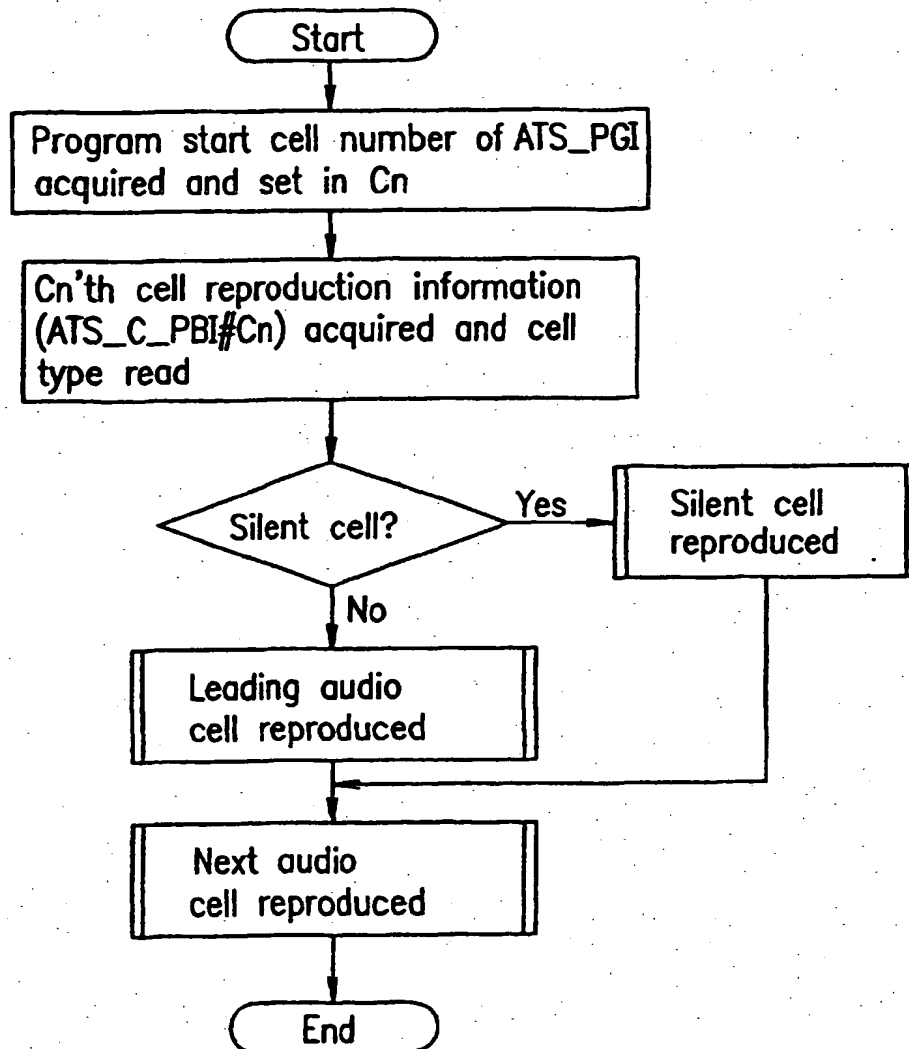 Start
Program start cell number of ATS_PGI
acquired and set in Cn
Cn'th cell reproduction information
(ATS_C_PBI#Cn) acquired and cell
type read
Silent cell?
Yes
Silent cell
reproduced
No
Leading audio
cell reproduced
Next audio
cell reproduced
End